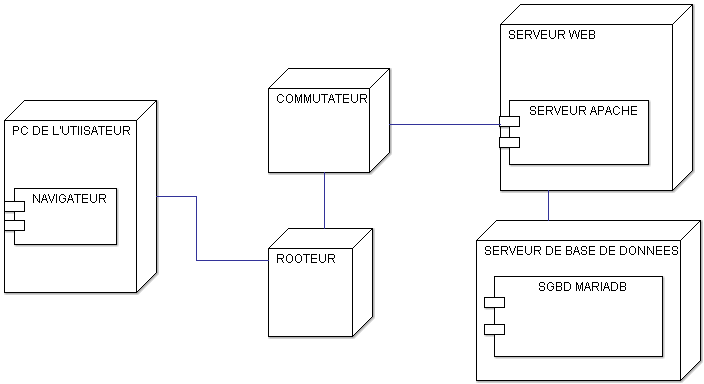 PC DE L'UTIISATEUR
NAVIGATEUR
COMMUTATEUR
ROOTEUR
SERVEUR WEB
SERVEUR APACHE
SERVEUR DE BASE DE DONNEES
SGBD MARIADB